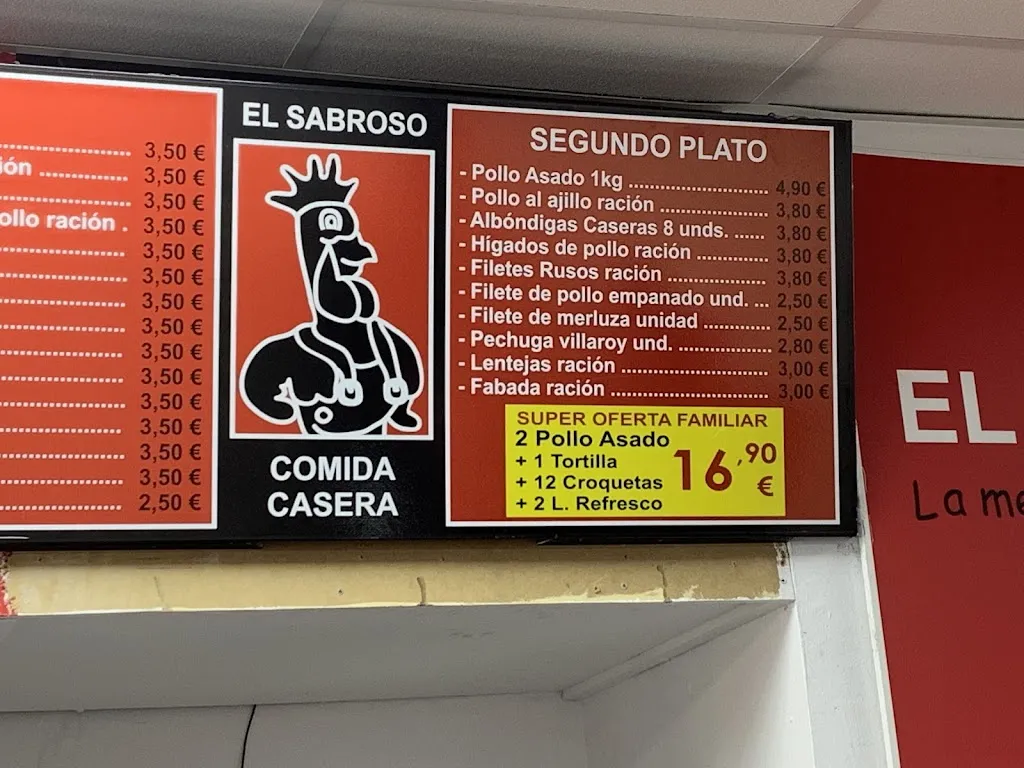 3,50 €
ión ........................ 3,50 €
3,50 €
ollo ración . 3,50 €
3,50 €
3,50 €
3,50 €
3,50 €
3,50 €
3,50 €
3,50 €
3,50 €
3,50 €
3,50 €
2,50 €
EL SABROSO
COMIDA
CASERA
SEGUNDO PLATO
- Pollo Asado 1kg ........................ 4,90 €
- Pollo al ajillo ración .................. 3,80 €
- Albóndigas Caseras 8 unds. ...... 3,80 €
- Hígados de pollo ración ............. 3,80 €
- Filetes Rusos ración .................. 3,80 €
- Filete de pollo empanado und. ... 2,50 €
- Filete de merluza unidad ............ 2,50 €
- Pechuga villaroy und. ................ 2,80 €
- Lentejas ración .......................... 3,00 €
- Fabada ración ............................ 3,00 €
SUPER OFERTA FAMILIAR
2 Pollo Asado
+ 1 Tortilla
+ 12 Croquetas
+ 2 L. Refresco
16,90 €
EL
La me